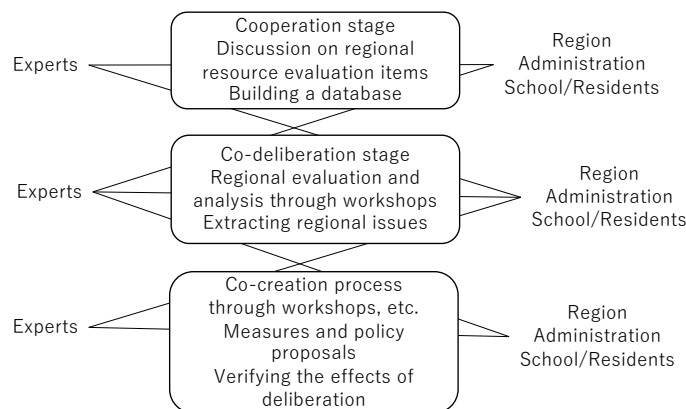 Cooperation stage
Discussion on regional
resource evaluation items
Building a database
Experts
Region
Administration
School/Residents
Co-deliberation stage
Regional evaluation and
analysis through workshops
Extracting regional issues
Experts
Region
Administration
School/Residents
Co-creation process
through workshops, etc.
Measures and policy
proposals
Verifying the effects of
deliberation
Experts
Region
Administration
School/Residents